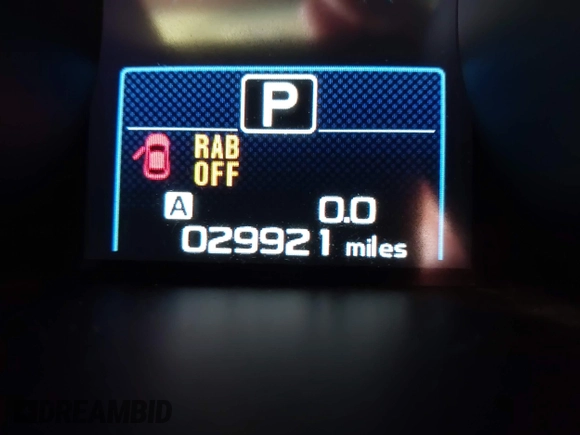 P
RAB
OFF
A 0.0
029921 miles
DREAMBID